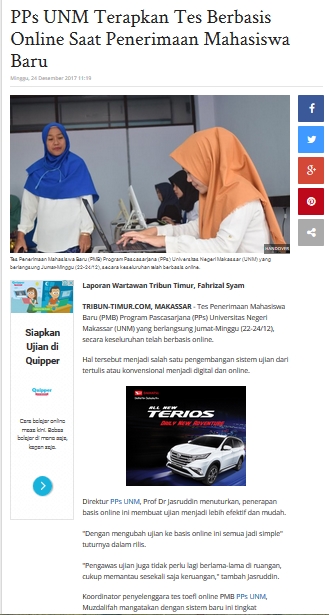 PPs UNM Terapkan Tes Berbasis
Online Saat Penerimaan Mahasiswa
Baru
Minggu, 24 Desember 2017 11:19
HANDOVER
Tes Penerimaan Mahasiswa Baru (PMB) Program Pascasarjana (PPs) Universitas Negeri Makassar (UNM) yang
berlangsung Jumat-Minggu (22-24/12), secara keseluruhan telah berbasis online.
Siapkan
Ujian di
Quipper
Quipper
Cara belajar online
masa kini. Bebas
belajar di mana saja,
kapan saja.
Laporan Wartawan Tribun Timur, Fahrizal Syam
TRIBUN-TIMUR.COM, MAKASSAR - Tes Penerimaan Mahasiswa
Baru (PMB) Program Pascasarjana (PPs) Universitas Negeri
Makassar (UNM) yang berlangsung Jumat-Minggu (22-24/12),
secara keseluruhan telah berbasis online.
Hal tersebut menjadi salah satu pengembangan sistem ujian dari
tertulis atau konvensional menjadi digital dan online.
DAIHATSU
ALL NEW
TERIOS
DAILY NEW ADVENTURE
Direktur PPs UNM, Prof Dr Jasruddin menuturkan, penerapan
basis online ini membuat ujian menjadi lebih efektif dan mudah.
"Dengan mengubah ujian ke basis online ini semua jadi simple"
tuturnya dalam rilis.
"Pengawas ujian juga tidak perlu lagi berlama-lama di ruangan,
cukup memantau sesekali saja keruangan," tambah Jasruddin.
Koordinator penyelenggara tes toefl online PMB PPs UNM,
Muzdalifah mangatakan dengan sistem baru ini tingkat